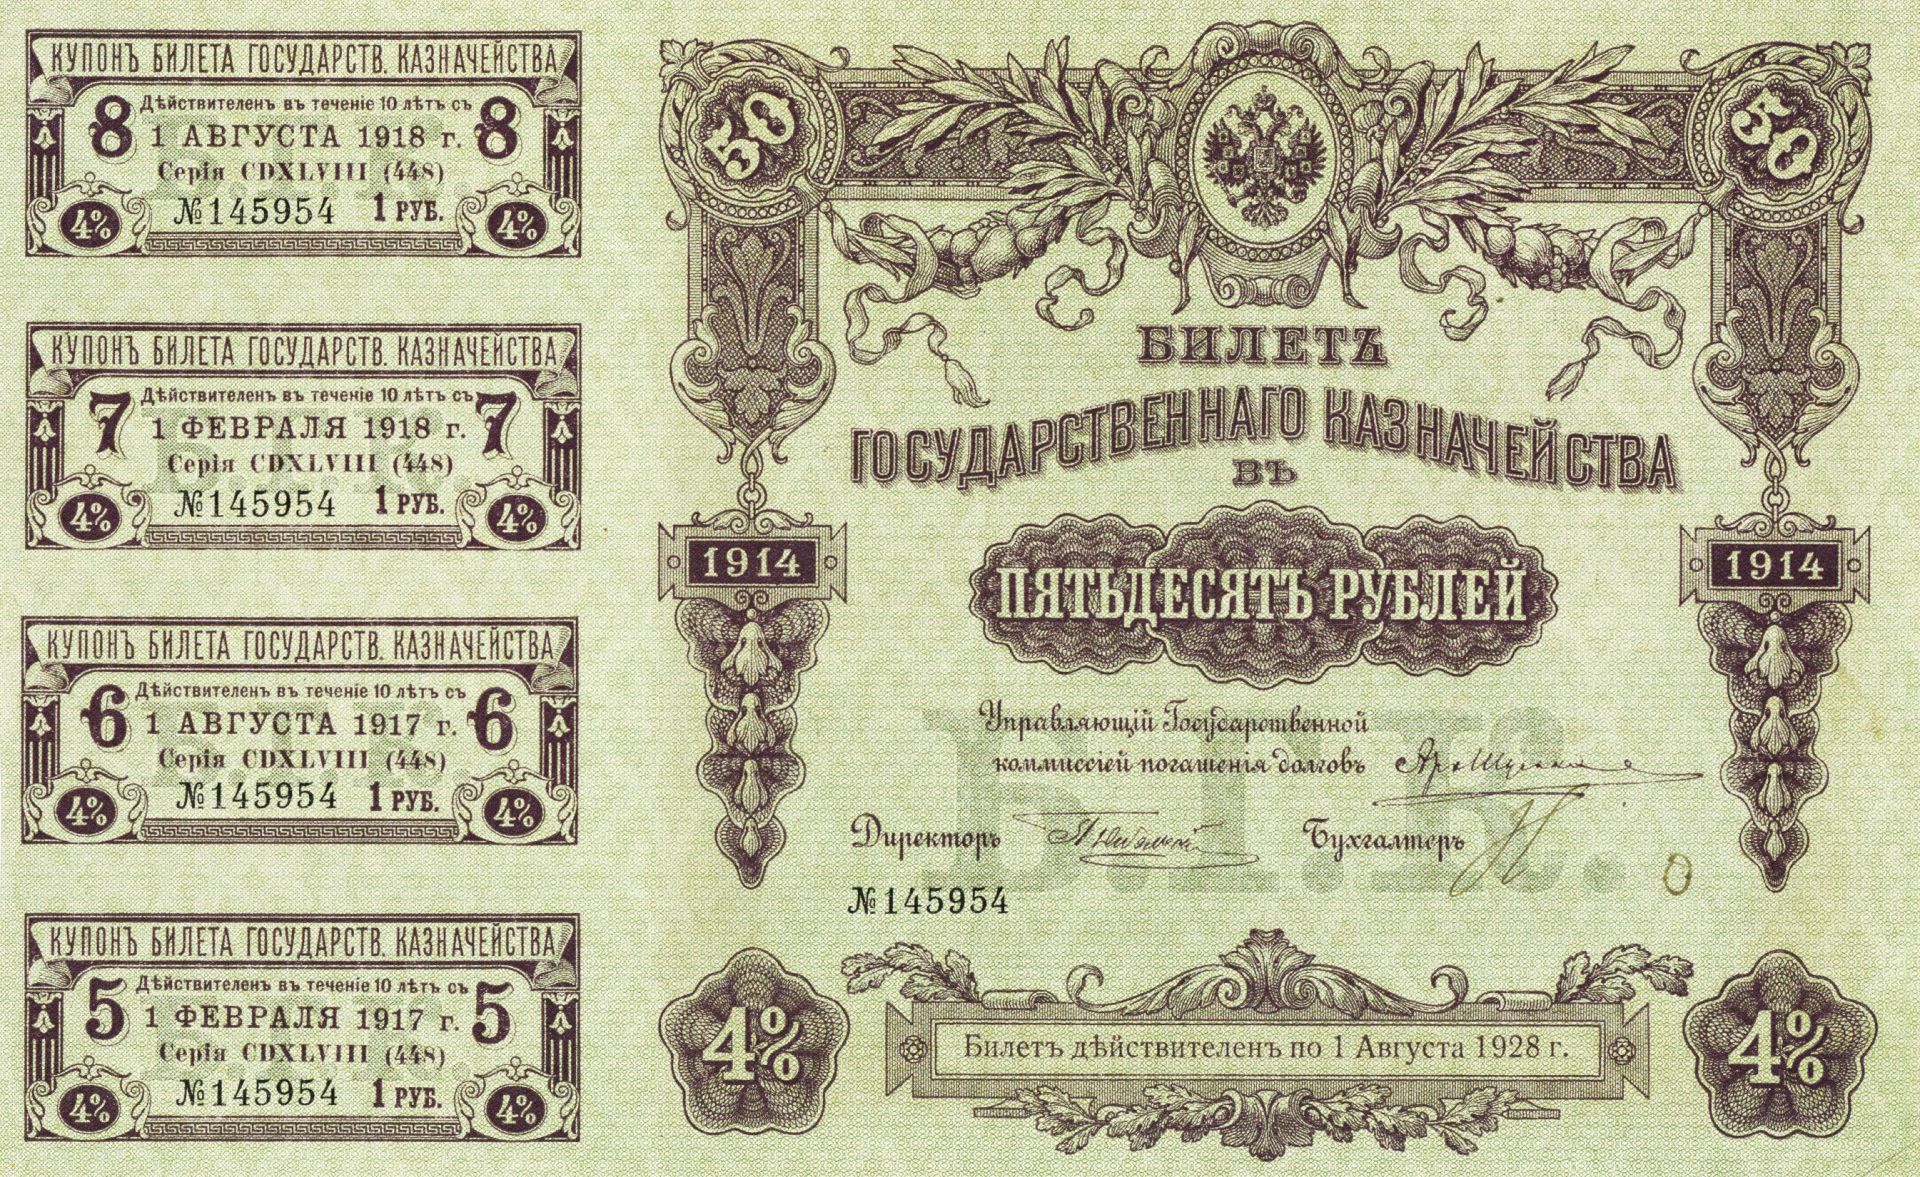 КУПОНЪ БИЛЕТА ГОСУДАРСТВ. КАЗНАЧЕЙСТВА
8 Дѣйствителенъ въ теченіе 10 лѣтъ съ 8
1 АВГУСТА 1918 г.
Серія CDXLVIII (448)
№145954 1 РУБ.
4% 4%
КУПОНЪ БИЛЕТА ГОСУДАРСТВ. КАЗНАЧЕЙСТВА
7 Дѣйствителенъ въ теченіе 10 лѣтъ съ 7
1 ФЕВРАЛЯ 1918 г.
Серія CDXLVIII (448)
№145954 1 РУБ.
4% 4%
КУПОНЪ БИЛЕТА ГОСУДАРСТВ. КАЗНАЧЕЙСТВА
6 Дѣйствителенъ въ теченіе 10 лѣтъ съ 6
1 АВГУСТА 1917 г.
Серія CDXLVIII (448)
№145954 1 РУБ.
4% 4%
КУПОНЪ БИЛЕТА ГОСУДАРСТВ. КАЗНАЧЕЙСТВА
5 Дѣйствителенъ въ теченіе 10 лѣтъ съ 5
1 ФЕВРАЛЯ 1917 г.
Серія CDXLVIII (448)
№145954 1 РУБ.
4% 4%
50 50
БИЛЕТЪ
ГОСУДАРСТВЕННАГО КАЗНАЧЕЙСТВА
ВЪ
1914 1914
ПЯТЬДЕСЯТЪ РУБЛЕЙ
Б.Г.К.
Управляющій Государственной
коммиссіей погашенія долговъ
Директоръ Бухгалтеръ
№145954
4% 4%
Билетъ дѣйствителенъ по 1 Августа 1928 г.